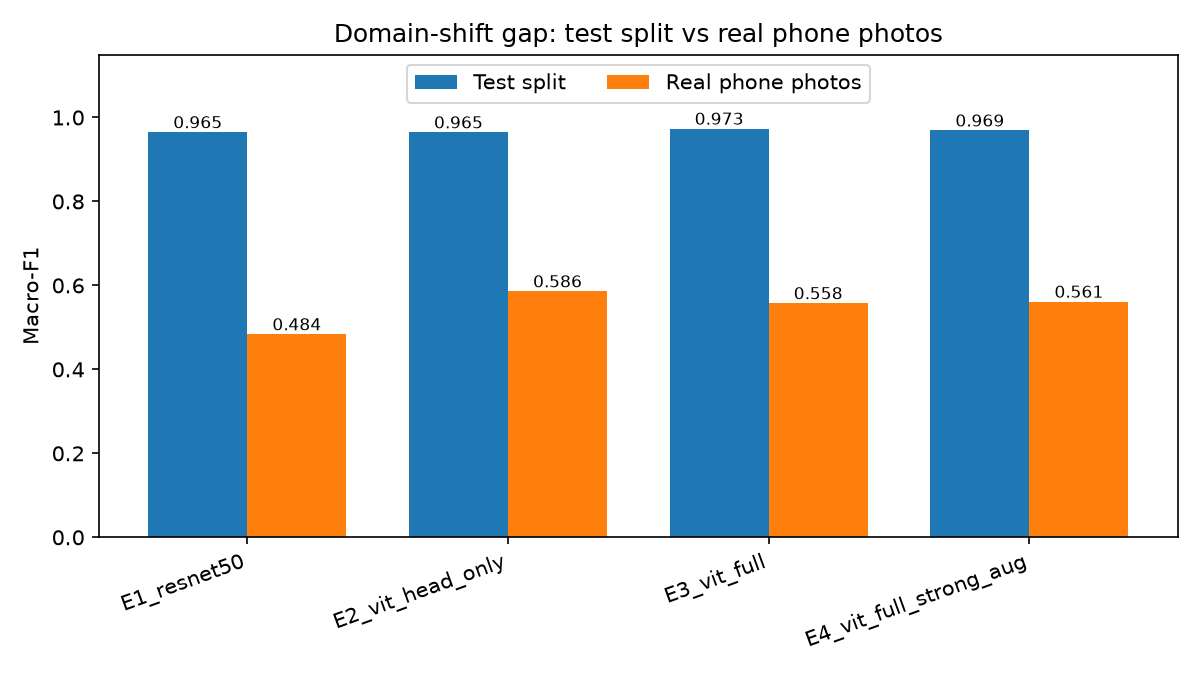 Domain-shift gap: test split vs real phone photos
Test split
Real phone photos
Macro-F1
1.0
0.8
0.6
0.4
0.2
0.0
0.965
0.484
0.965
0.586
0.973
0.558
0.969
0.561
E1_resnet50
E2_vit_head_only
E3_vit_full
E4_vit_full_strong_aug